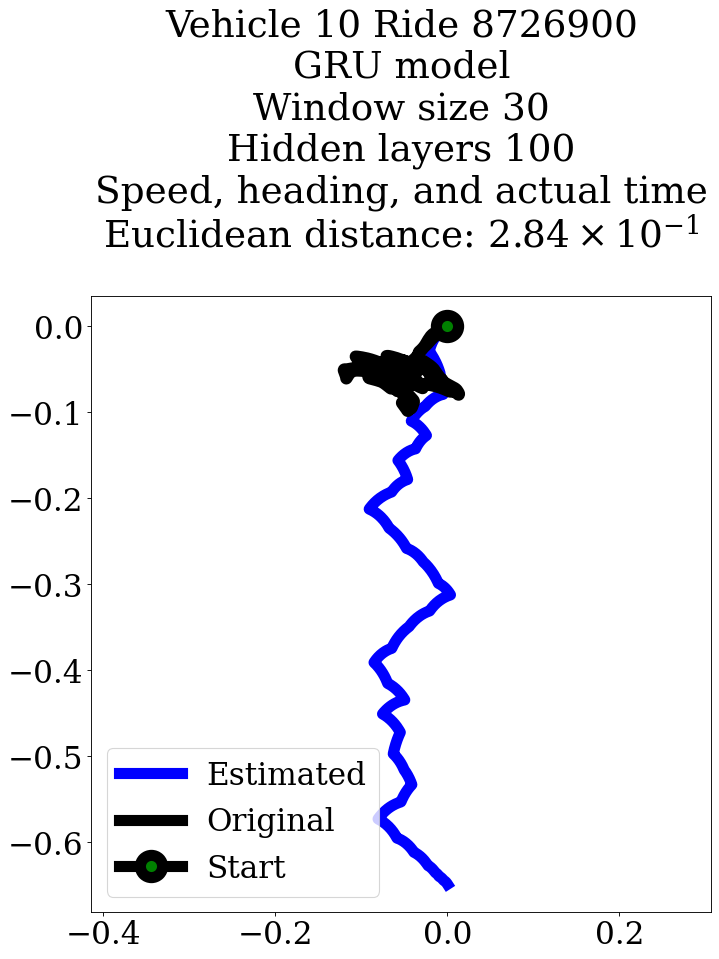 Vehicle 10 Ride 8726900
GRU model
Window size 30
Hidden layers 100
Speed, heading, and actual time
Euclidean distance: 2.84 × 10⁻¹
0.0
−0.1
−0.2
−0.3
−0.4
−0.5
−0.6
Estimated
Original
Start
−0.4 −0.2 0.0 0.2